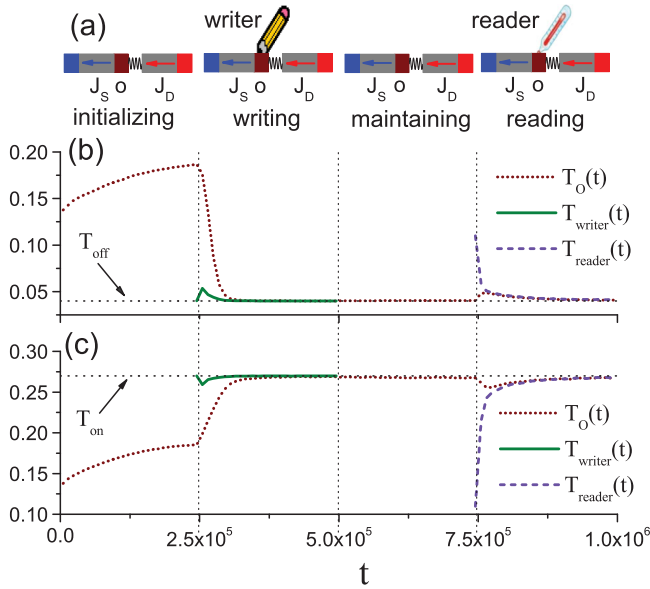 (a) writer reader
J_S O J_D J_S O J_D J_S O J_D J_S O J_D
initializing writing maintaining reading
(b)
0.20
0.15
0.10
0.05
T_off
T_O(t)
T_writer(t)
T_reader(t)
(c)
0.30
0.25
0.20
0.15
0.10
T_on
T_O(t)
T_writer(t)
T_reader(t)
0.0 2.5x10^5 5.0x10^5 7.5x10^5 1.0x10^6
t